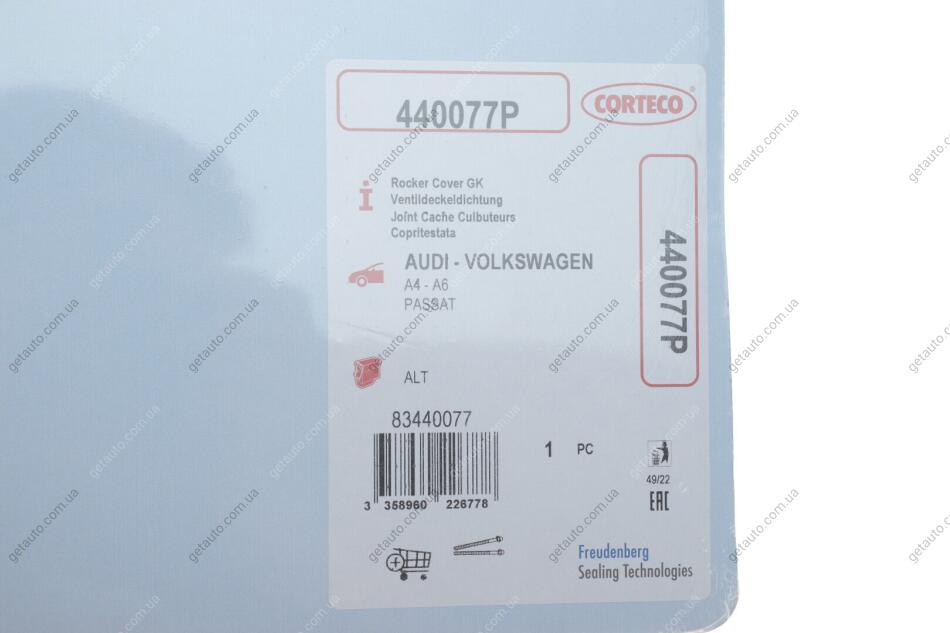 440077P
CORTECO
Rocker Cover GK
Ventildeckeldichtung
Joint Cache Culbuteurs
Copritestata
440077P
AUDI - VOLKSWAGEN
A4 - A6
PASSAT
ALT
83440077
1 PC
3 358960 226778
49/22
EAC
Freudenberg
Sealing Technologies
getauto.com.ua